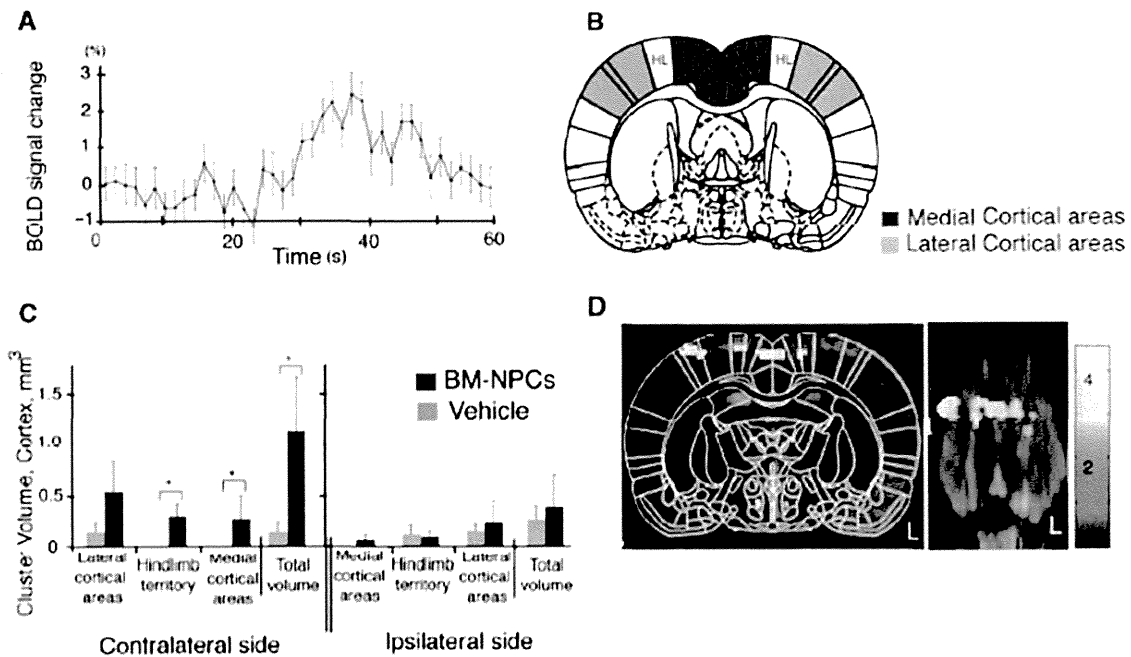 A
(%)
BOLD signal change
3
2
1
0
-1
0
20
40
60
Time (s)
B
HL
HL
Medial Cortical areas
Lateral Cortical areas
C
Cluster Volume, Cortex, mm³
1.5
1.0
0.5
0
*
*
*
BM-NPCs
Vehicle
Lateral
cortical
areas
Hindlimb
territory
Medial
cortical
areas
Total
volume
Medial
cortical
areas
Hindlimb
territory
Lateral
cortical
areas
Total
volume
Contralateral side
Ipsilateral side
D
L
L
4
2